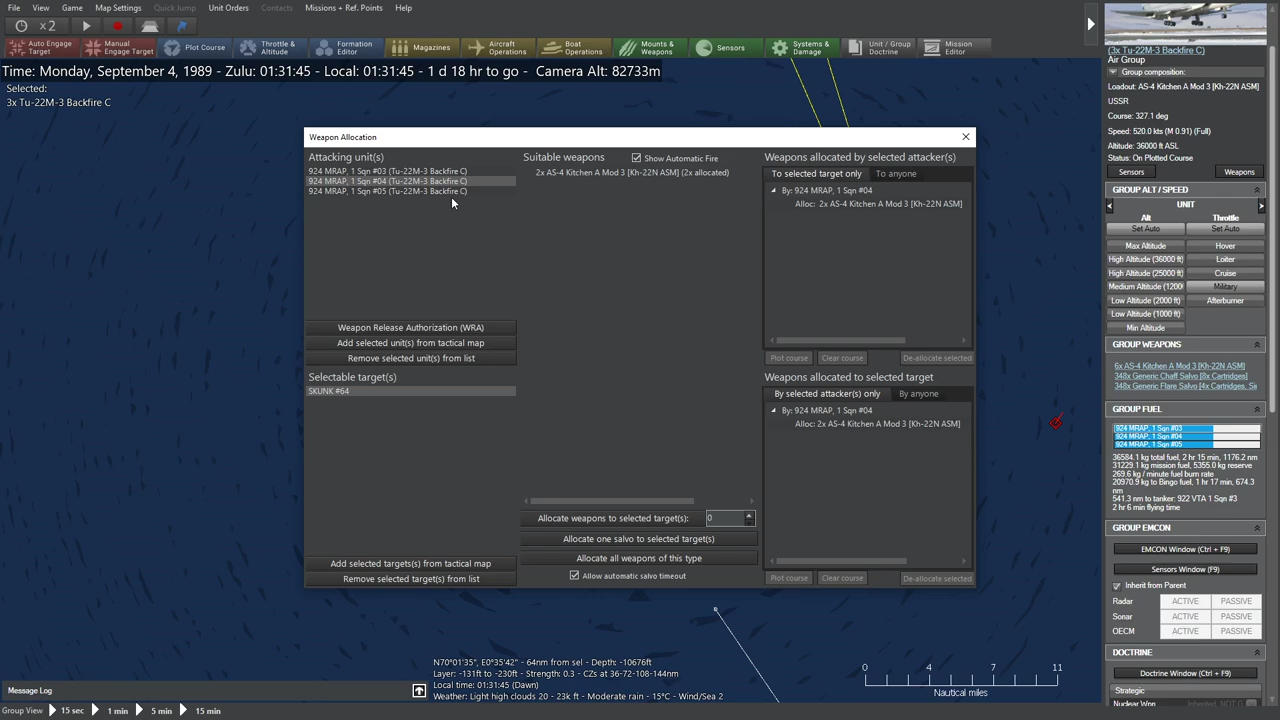 File View Game Map Settings Quick Jump Unit Orders Contacts Missions + Ref. Points Help
×2
Auto Engage Target Manual Engage Target Plot Course Throttle & Altitude Formation Editor Magazines Aircraft Operations Boat Operations Mounts & Weapons Sensors Systems & Damage Unit / Group Doctrine Mission Editor
Time: Monday, September 4, 1989 - Zulu: 01:31:45 - Local: 01:31:45 - 1 d 18 hr to go - Camera Alt: 82733m
Selected:
3x Tu-22M-3 Backfire C
Weapon Allocation
Attacking unit(s)
924 MRAP, 1 Sqn #03 (Tu-22M-3 Backfire C)
924 MRAP, 1 Sqn #04 (Tu-22M-3 Backfire C)
924 MRAP, 1 Sqn #05 (Tu-22M-3 Backfire C)
Weapon Release Authorization (WRA)
Add selected unit(s) from tactical map
Remove selected unit(s) from list
Selectable target(s)
SKUNK #64
Add selected targets(s) from tactical map
Remove selected target(s) from list
Suitable weapons Show Automatic Fire
2x AS-4 Kitchen A Mod 3 [Kh-22N ASM] (2x allocated)
Allocate weapons to selected target(s): 0
Allocate one salvo to selected target(s)
Allocate all weapons of this type
Allow automatic salvo timeout
Weapons allocated by selected attacker(s)
To selected target only To anyone
By: 924 MRAP, 1 Sqn #04
Alloc: 2x AS-4 Kitchen A Mod 3 [Kh-22N ASM]
Plot course Clear course De-allocate selected
Weapons allocated to selected target
By selected attacker(s) only By anyone
By: 924 MRAP, 1 Sqn #04
Alloc: 2x AS-4 Kitchen A Mod 3 [Kh-22N ASM]
Plot course Clear course De-allocate selected
N70°01'35", E0°35'42" - 64nm from sel - Depth: -10676ft
Layer: -131ft to -230ft - Strength: 0.3 - CZs at 36-72-108-144nm
Local time: 01:31:45 (Dawn)
Weather: Light high clouds 20 - 23k ft - Moderate rain - 15°C - Wind/Sea 2
0 4 7 11
Nautical miles
Message Log
Group View 15 sec 1 min 5 min 15 min
(3x Tu-22M-3 Backfire C)
Air Group
Group composition:
Loadout: AS-4 Kitchen A Mod 3 [Kh-22N ASM]
USSR
Course: 327.1 deg
Speed: 520.0 kts (M 0.91) (Full)
Altitude: 36000 ft ASL
Status: On Plotted Course
Sensors Weapons
GROUP ALT / SPEED
UNIT
Alt Throttle
Set Auto Set Auto
Max Altitude Hover
High Altitude (36000 ft) Loiter
High Altitude (25000 ft) Cruise
Medium Altitude (1200 Military
Low Altitude (2000 ft) Afterburner
Low Altitude (1000 ft)
Min Altitude
GROUP WEAPONS
6x AS-4 Kitchen A Mod 3 [Kh-22N ASM]
348x Generic Chaff Salvo [8x Cartridges]
348x Generic Flare Salvo [4x Cartridges, Sin
GROUP FUEL
924 MRAP, 1 Sqn #03
924 MRAP, 1 Sqn #04
924 MRAP, 1 Sqn #05
36584.1 kg total fuel, 2 hr 15 min, 1176.2 nm
31229.1 kg mission fuel, 5355.0 kg reserve
269.6 kg / minute fuel burn rate
20970.9 kg to Bingo fuel, 1 hr 17 min, 674.3 nm
541.3 nm to tanker: 922 VTA 1 Sqn #3
2 hr 6 min flying time
GROUP EMCON
EMCON Window (Ctrl + F9)
Sensors Window (F9)
Inherit from Parent
Radar ACTIVE PASSIVE
Sonar ACTIVE PASSIVE
OECM ACTIVE PASSIVE
DOCTRINE
Doctrine Window (Ctrl + F9)
Strategic